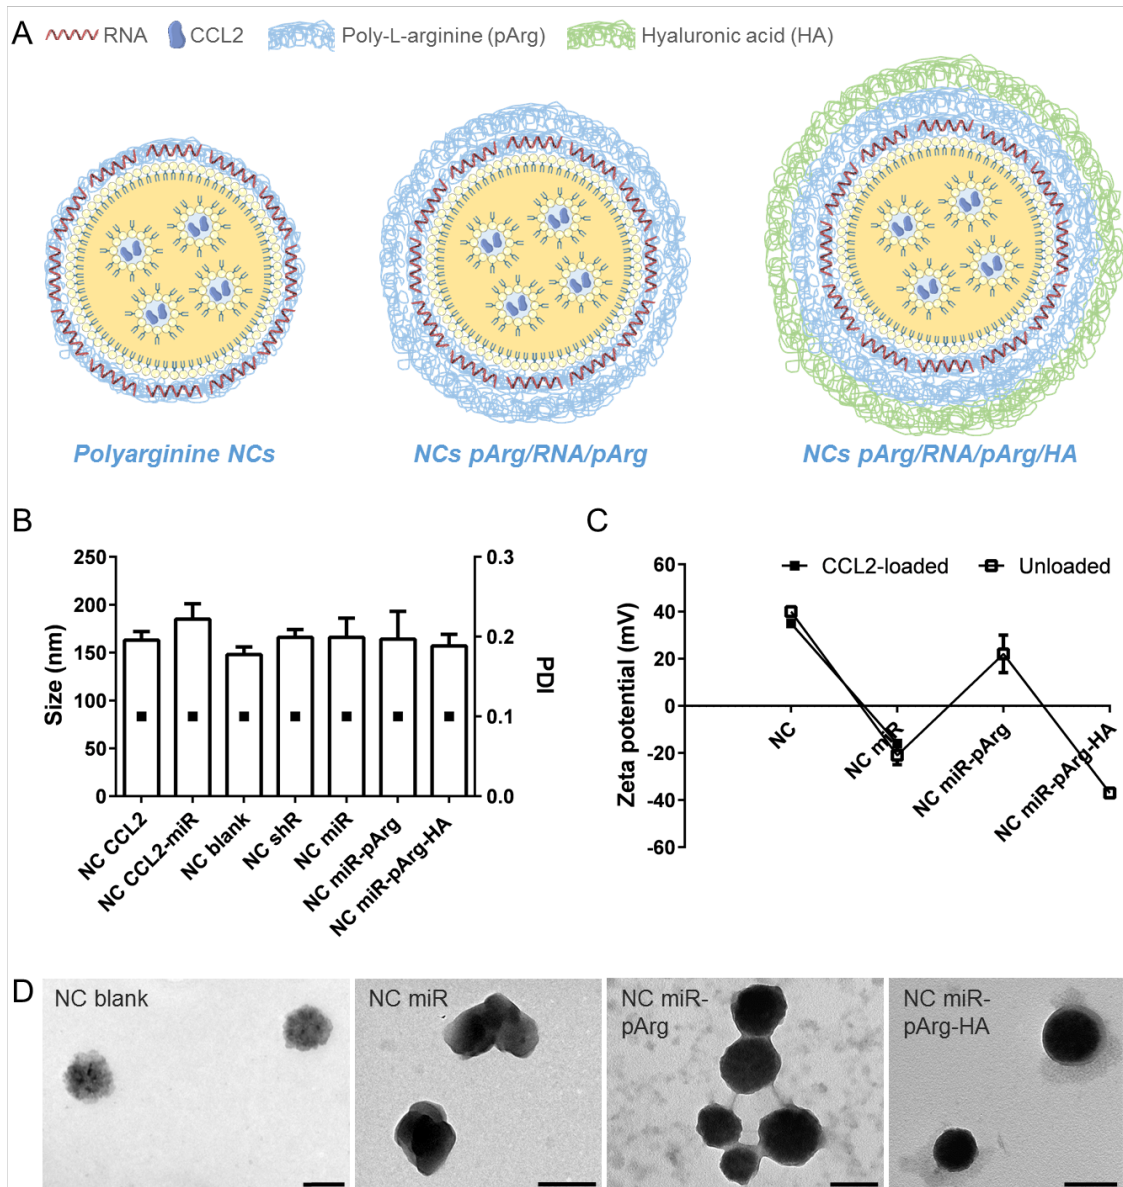 A
RNA
CCL2
Poly-L-arginine (pArg)
Hyaluronic acid (HA)
Polyarginine NCs
NCs pArg/RNA/pArg
NCs pArg/RNA/pArg/HA
B
250
200
150
100
50
0
Size (nm)
0.3
0.2
0.1
0.0
PDI
NC CCL2
NC CCL2-miR
NC blank
NC shR
NC miR
NC miR-pArg
NC miR-pArg-HA
C
CCL2-loaded
Unloaded
60
40
20
0
-20
-40
-60
Zeta potential (mV)
NC
NC miR
NC miR-pArg
NC miR-pArg-HA
D
NC blank
NC miR
NC miR-
pArg
NC miR-
pArg-HA